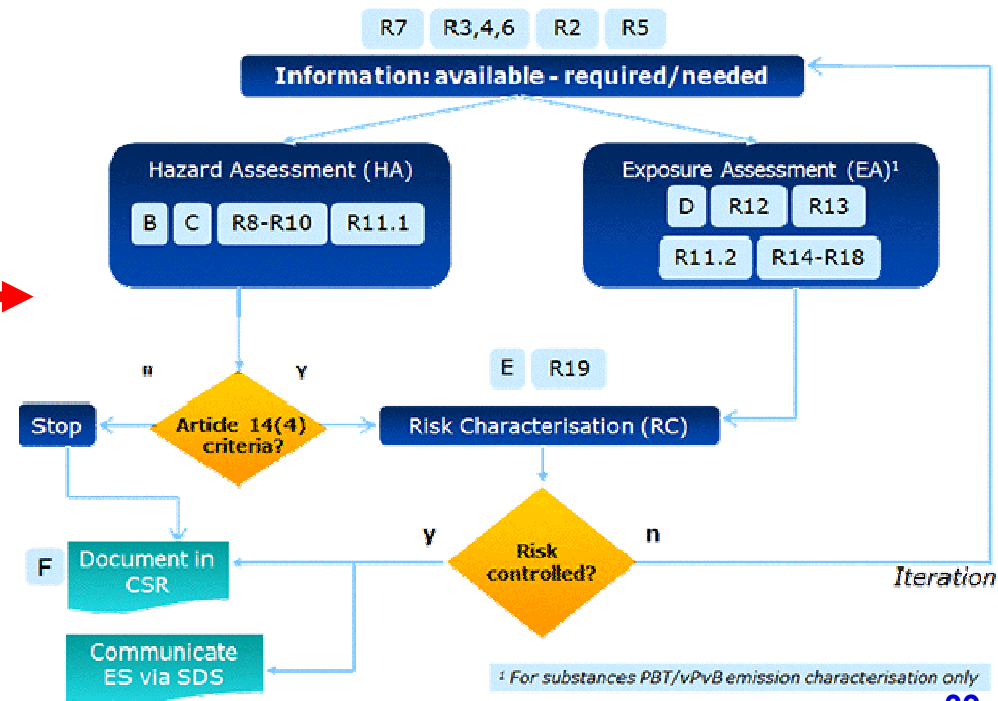 R7 R3,4,6 R2 R5
Information: available - required/needed
Hazard Assessment (HA)
B C R8-R10 R11.1
Exposure Assessment (EA)¹
D R12 R13
R11.2 R14-R18
n Y
E R19
Stop
Article 14(4)
criteria?
Risk Characterisation (RC)
y n
Risk
controlled?
F
Document in
CSR
Iteration
Communicate
ES via SDS
¹ For substances PBT/vPvB emission characterisation only